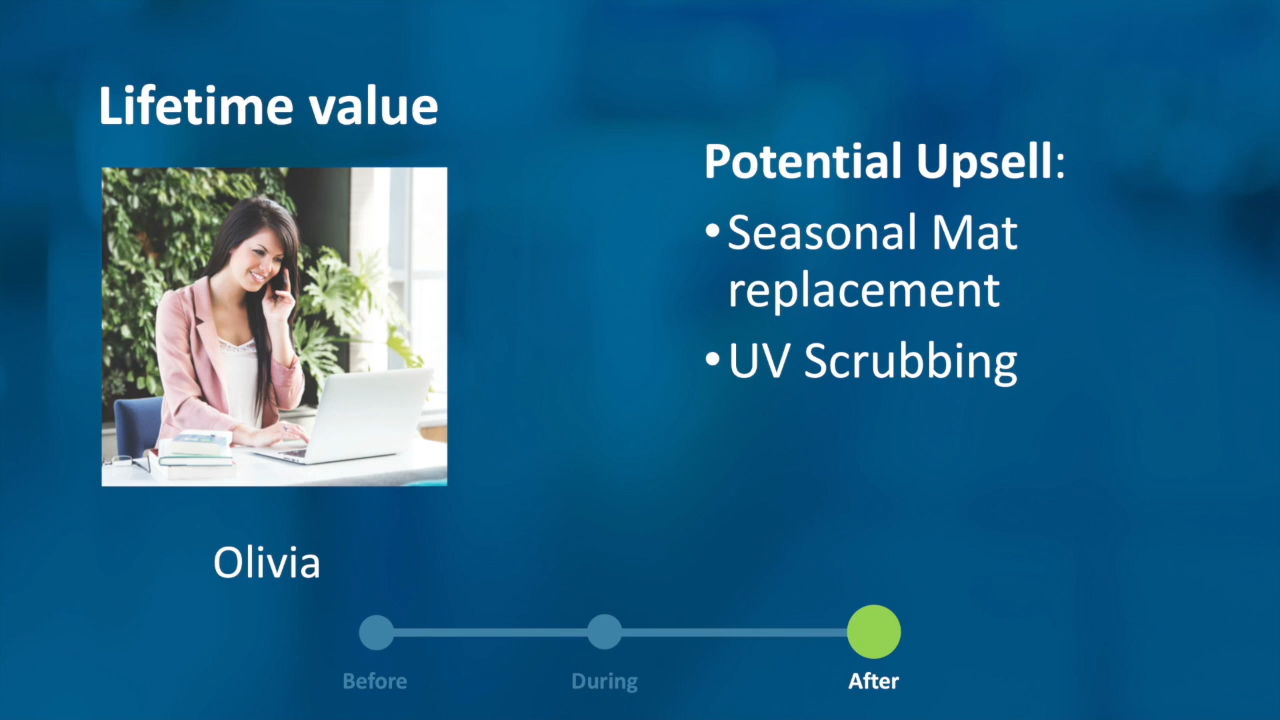 Lifetime value
Potential Upsell:
•Seasonal Mat
replacement
•UV Scrubbing
Olivia
Before
During
After